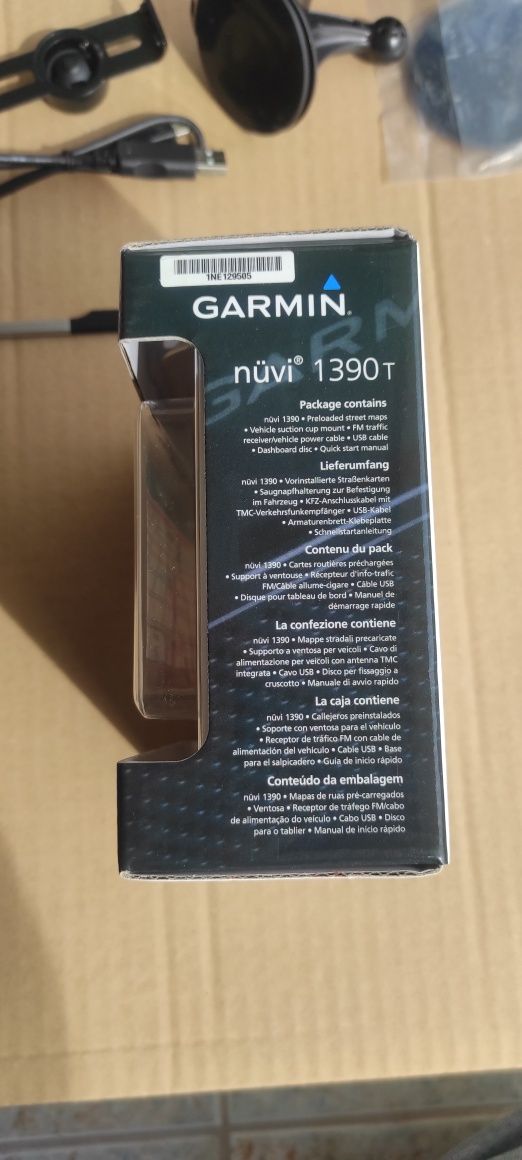 1NE129505
GARMIN
nüvi® 1390T
Package contains
nüvi 1390 • Preloaded street maps
• Vehicle suction cup mount • FM traffic
receiver/vehicle power cable • USB cable
• Dashboard disc • Quick start manual
Lieferumfang
nüvi 1390 • Vorinstallierte Straßenkarten
• Saugnapfhalterung zur Befestigung
im Fahrzeug • KFZ-Anschlusskabel mit
TMC-Verkehrsfunkempfänger • USB-Kabel
• Armaturenbrett-Klebeplatte
• Schnellstartanleitung
Contenu du pack
nüvi 1390 • Cartes routières préchargées
• Support à ventouse • Récepteur d'info-trafic
FM/Câble allume-cigare • Câble USB
• Disque pour tableau de bord • Manuel de
démarrage rapide
La confezione contiene
nüvi 1390 • Mappe stradali precaricate
• Supporto a ventosa per veicoli • Cavo di
alimentazione per veicoli con antenna TMC
integrata • Cavo USB • Disco per fissaggio a
cruscotto • Manuale di avvio rapido
La caja contiene
nüvi 1390 • Callejeros preinstalados
• Soporte con ventosa para el vehículo
• Receptor de tráfico FM con cable de
alimentación del vehículo • Cable USB • Base
para el salpicadero • Guía de inicio rápido
Conteúdo da embalagem
nüvi 1390 • Mapas de ruas pré-carregados
• Ventosa • Receptor de tráfego FM/cabo
de alimentação do veículo • Cabo USB • Disco
para o tablier • Manual de início rápido